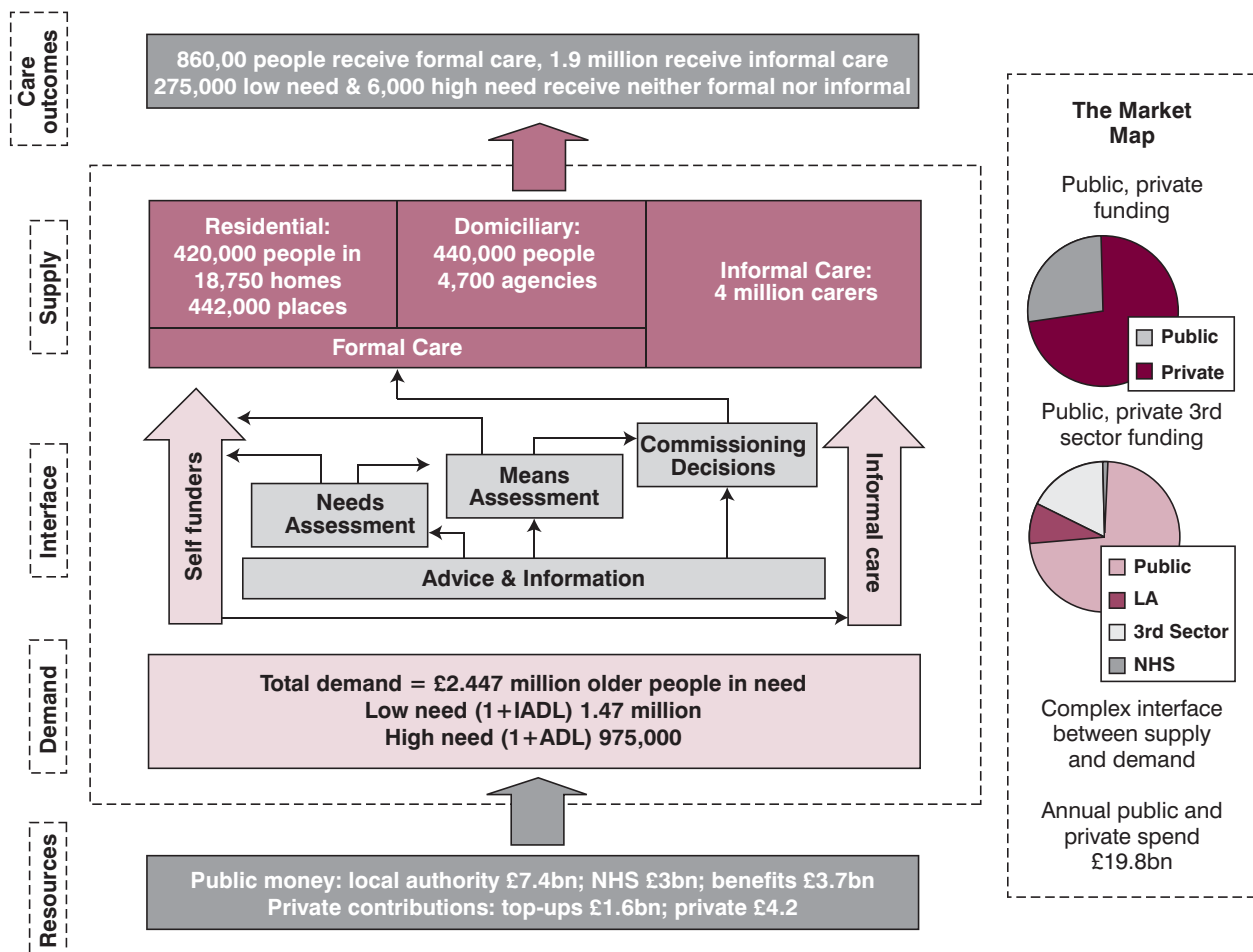 Care
outcomes
860,00 people receive formal care, 1.9 million receive informal care
275,000 low need & 6,000 high need receive neither formal nor informal
Supply
Residential:
420,000 people in
18,750 homes
442,000 places
Domiciliary:
440,000 people
4,700 agencies
Informal Care:
4 million carers
Formal Care
Interface
Self funders
Needs
Assessment
Means
Assessment
Commissioning
Decisions
Informal care
Advice & Information
Demand
Total demand = £2.447 million older people in need
Low need (1+IADL) 1.47 million
High need (1+ADL) 975,000
Resources
Public money: local authority £7.4bn; NHS £3bn; benefits £3.7bn
Private contributions: top-ups £1.6bn; private £4.2
The Market
Map
Public, private
funding
Public
Private
Public, private 3rd
sector funding
Public
LA
3rd Sector
NHS
Complex interface
between supply
and demand
Annual public and
private spend
£19.8bn